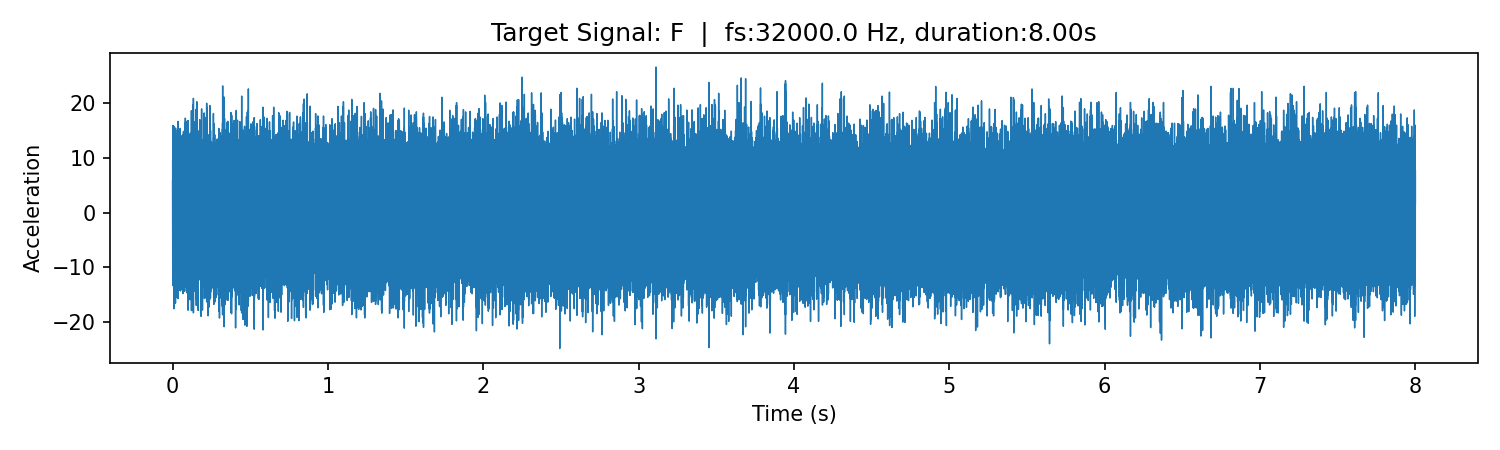 Target Signal: F | fs:32000.0 Hz, duration:8.00s
Acceleration
20
10
0
−10
−20
0 1 2 3 4 5 6 7 8
Time (s)